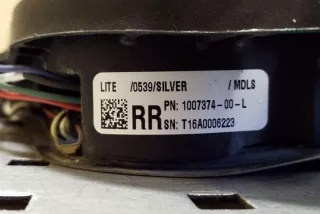 LITE /0539/SILVER /MDLS
PN: 1007374-00-L
RR
SN: T16A0006223